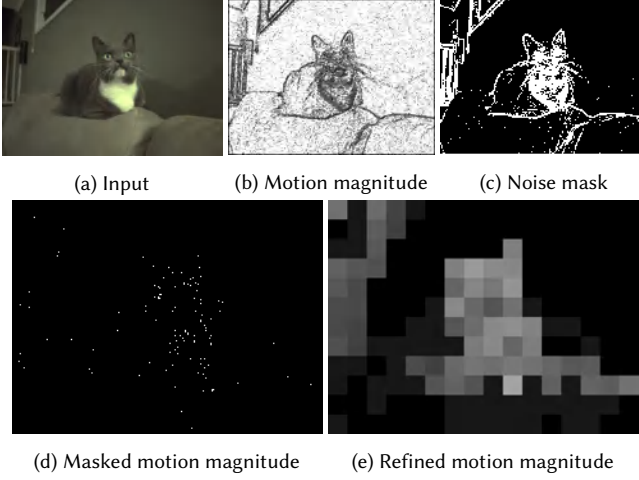 (a) Input
(b) Motion magnitude
(c) Noise mask
(d) Masked motion magnitude
(e) Refined motion magnitude